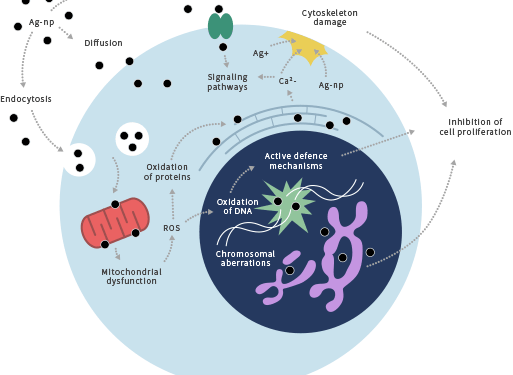 Ag-np
Diffusion
Endocytosis
Cytoskeleton
damage
Ag+
Signaling
pathways
Ca²-
Ag-np
Inhibition of
cell proliferation
Oxidation
of proteins
Active defence
mechanisms
Oxidation
of DNA
ROS
Chromosomal
aberrations
Mitochondrial
dysfunction